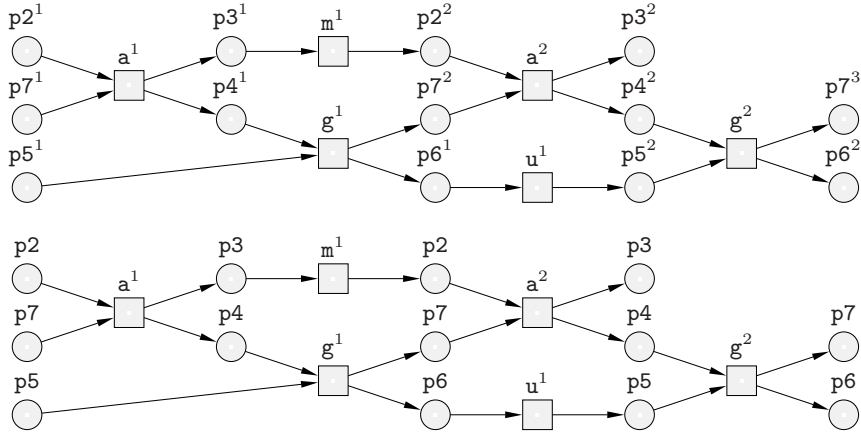 p2¹ p3¹ m¹ p2² p3²
a¹ a²
p7¹ p4¹ p7² p4² p7³
g¹ g²
p5¹ p6¹ u¹ p5² p6²
p2 p3 m¹ p2 p3
a¹ a²
p7 p4 p7 p4 p7
g¹ g²
p5 p6 u¹ p5 p6